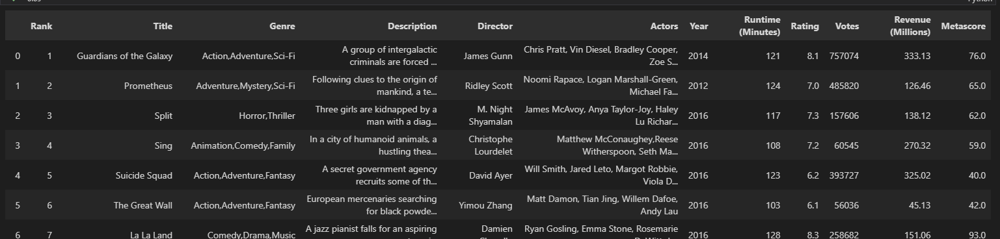 Rank Title Genre Description Director Actors Year Runtime (Minutes) Rating Votes Revenue (Millions) Metascore
0 1 Guardians of the Galaxy Action,Adventure,Sci-Fi A group of intergalactic criminals are forced ... James Gunn Chris Pratt, Vin Diesel, Bradley Cooper, Zoe S... 2014 121 8.1 757074 333.13 76.0
1 2 Prometheus Adventure,Mystery,Sci-Fi Following clues to the origin of mankind, a te... Ridley Scott Noomi Rapace, Logan Marshall-Green, Michael Fa... 2012 124 7.0 485820 126.46 65.0
2 3 Split Horror,Thriller Three girls are kidnapped by a man with a diag... M. Night Shyamalan James McAvoy, Anya Taylor-Joy, Haley Lu Richar... 2016 117 7.3 157606 138.12 62.0
3 4 Sing Animation,Comedy,Family In a city of humanoid animals, a hustling thea... Christophe Lourdelet Matthew McConaughey,Reese Witherspoon, Seth Ma... 2016 108 7.2 60545 270.32 59.0
4 5 Suicide Squad Action,Adventure,Fantasy A secret government agency recruits some of th... David Ayer Will Smith, Jared Leto, Margot Robbie, Viola D... 2016 123 6.2 393727 325.02 40.0
5 6 The Great Wall Action,Adventure,Fantasy European mercenaries searching for black powde... Yimou Zhang Matt Damon, Tian Jing, Willem Dafoe, Andy Lau 2016 103 6.1 56036 45.13 42.0
6 7 La La Land Comedy,Drama,Music A jazz pianist falls for an aspiring Damien Ryan Gosling, Emma Stone, Rosemarie 2016 128 8.3 258682 151.06 93.0